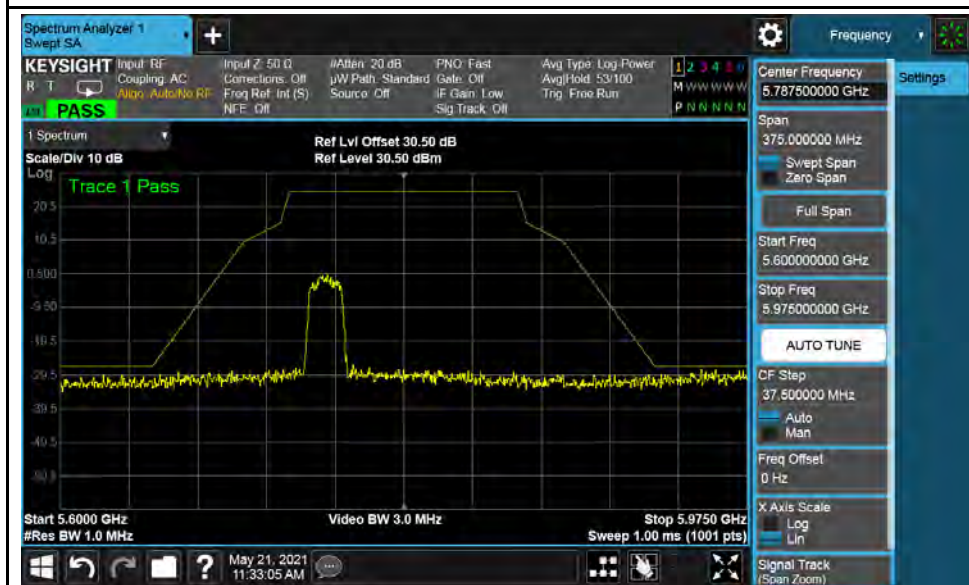 Spectrum Analyzer 1
Swept SA
+
Frequency
KEYSIGHT
R T
PASS
Input: RF
Coupling: AC
Align: Auto/No RF
Input Z: 50 Ω
Corrections: Off
Freq Ref: Int (S)
NFE: Off
#Atten: 20 dB
µW Path: Standard
Source: Off
PNO: Fast
Gate: Off
IF Gain: Low
Sig Track: Off
Avg Type: Log-Power
Avg|Hold: 53/100
Trig: Free Run
1 2 3 4 5 6
M W W W W W
P N N N N N
1 Spectrum
Scale/Div 10 dB
Ref Lvl Offset 30.50 dB
Ref Level 30.50 dBm
Log
Trace 1 Pass
20.5
10.5
0.500
-9.50
-19.5
-29.5
-39.5
Start 5.6000 GHz
#Res BW 1.0 MHz
Video BW 3.0 MHz
Stop 5.9750 GHz
Sweep 1.00 ms (1001 pts)
?
May 21, 2021
11:33:05 AM
Center Frequency
5.787500000 GHz
Settings
Span
375.000000 MHz
Swept Span
Zero Span
Full Span
Start Freq
5.600000000 GHz
Stop Freq
5.975000000 GHz
AUTO TUNE
CF Step
37.500000 MHz
Auto
Man
Freq Offset
0 Hz
X Axis Scale
Log
Lin
Signal Track
(Span Zoom)